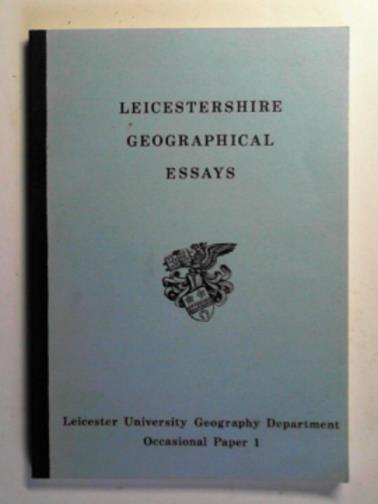 LEICESTERSHIRE
GEOGRAPHICAL
ESSAYS
Leicester University Geography Department
Occasional Paper 1